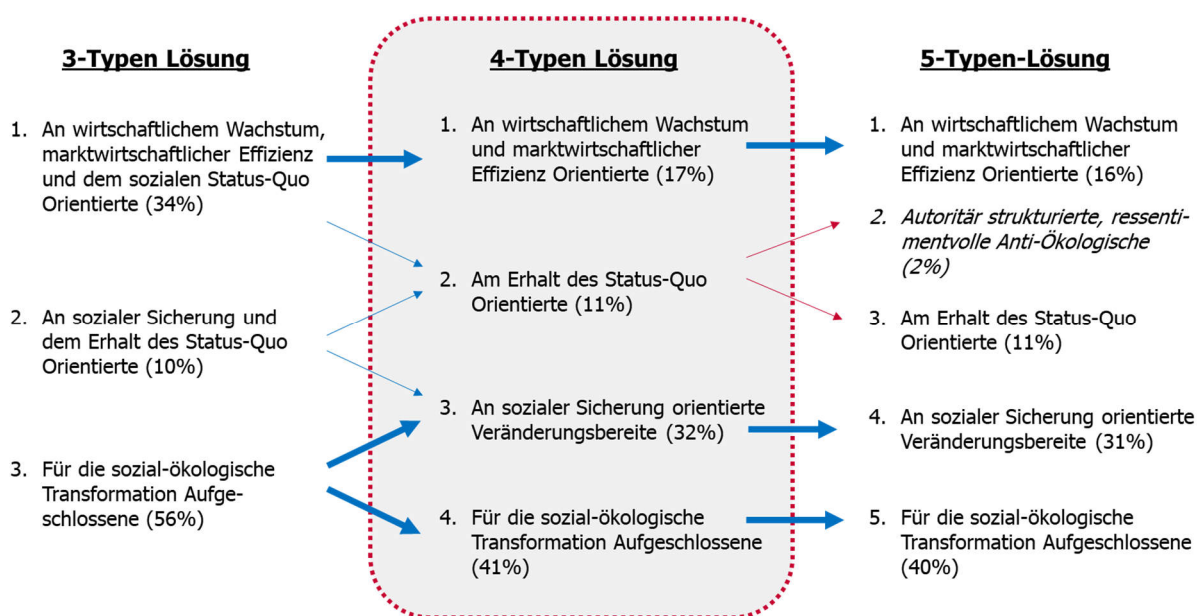 3-Typen Lösung
1. An wirtschaftlichem Wachstum,
marktwirtschaftlicher Effizienz
und dem sozialen Status-Quo
Orientierte (34%)
2. An sozialer Sicherung und
dem Erhalt des Status-Quo
Orientierte (10%)
3. Für die sozial-ökologische
Transformation Aufge-
schlossene (56%)
4-Typen Lösung
1. An wirtschaftlichem Wachstum
und marktwirtschaftlicher
Effizienz Orientierte (17%)
2. Am Erhalt des Status-Quo
Orientierte (11%)
3. An sozialer Sicherung orientierte
Veränderungsbereite (32%)
4. Für die sozial-ökologische
Transformation Aufgeschlossene
(41%)
5-Typen-Lösung
1. An wirtschaftlichem Wachstum
und marktwirtschaftlicher
Effizienz Orientierte (16%)
2. Autoritär strukturierte, ressenti-
mentvolle Anti-Ökologische
(2%)
3. Am Erhalt des Status-Quo
Orientierte (11%)
4. An sozialer Sicherung orientierte
Veränderungsbereite (31%)
5. Für die sozial-ökologische
Transformation Aufgeschlossene
(40%)